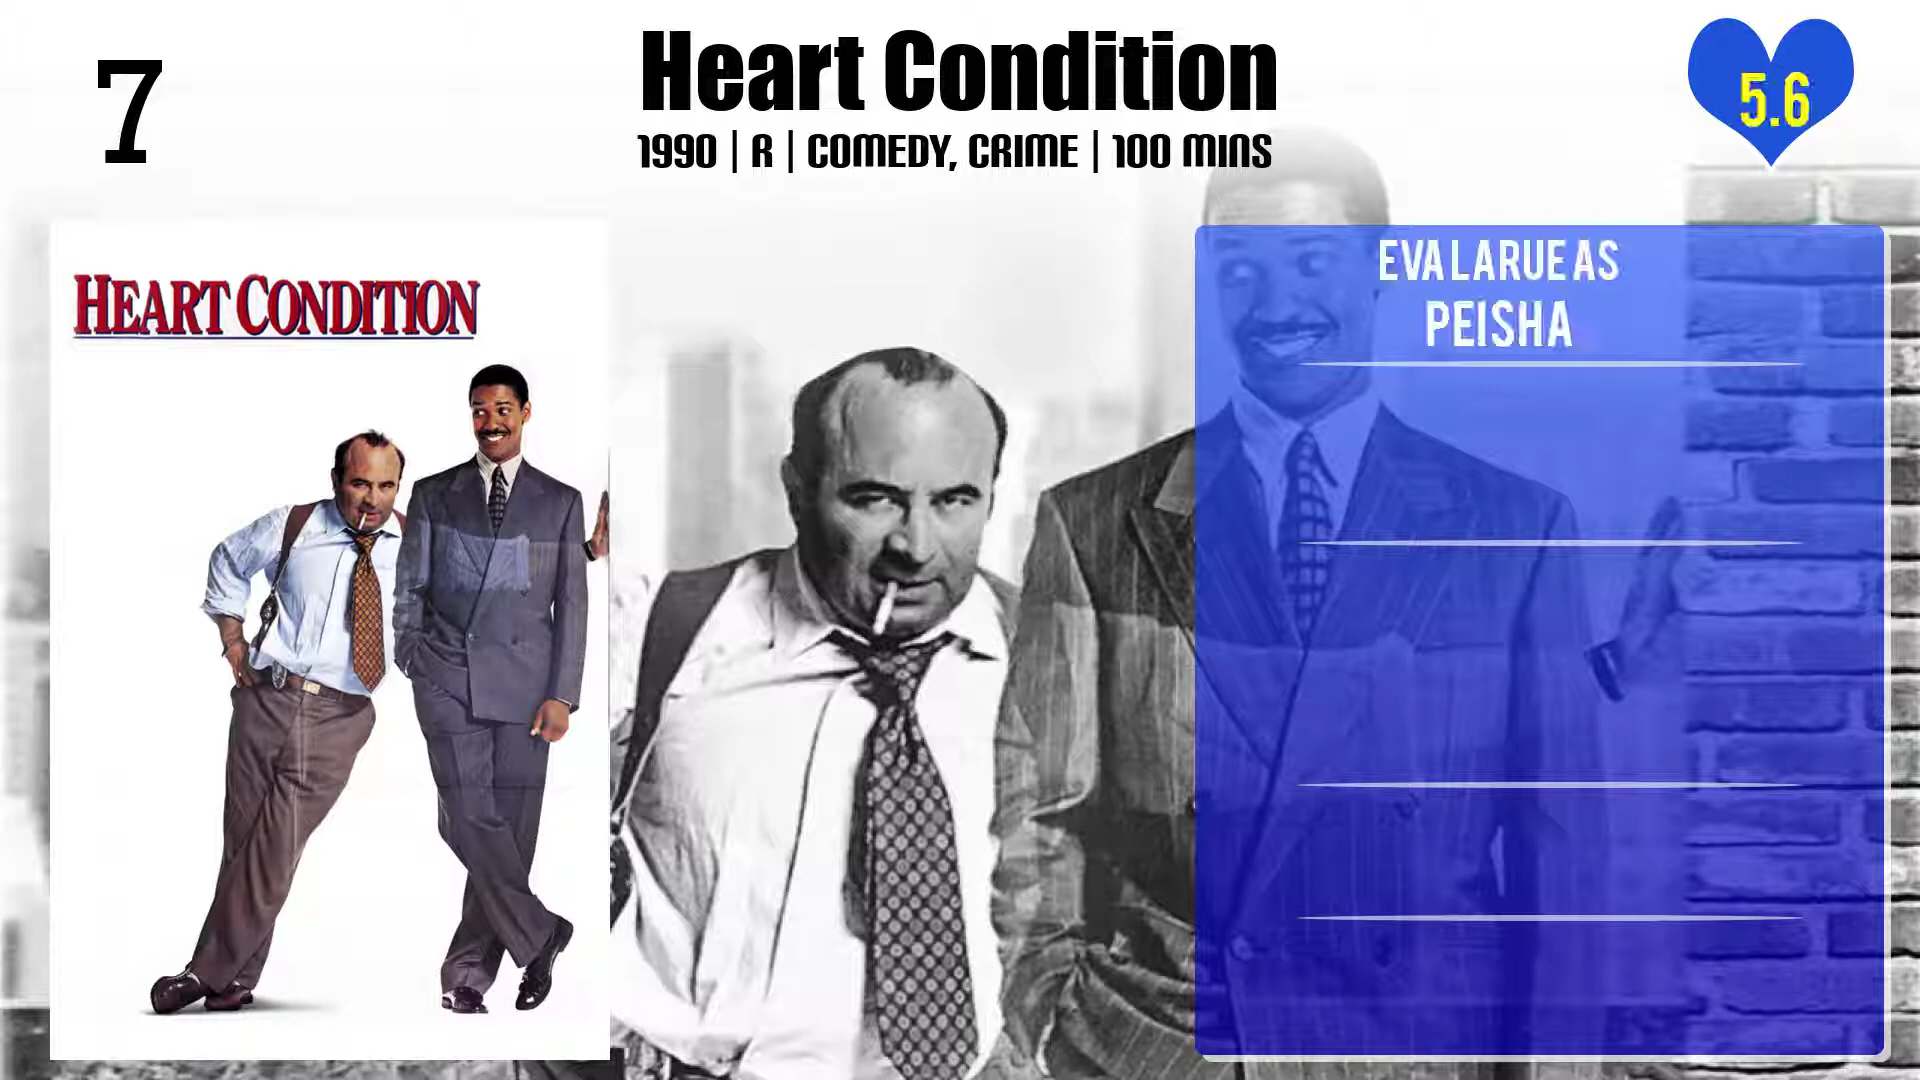 7
Heart Condition
1990 | R | COMEDY, CRIME | 100 MINS
5.6
HEART CONDITION
EVA LARUE AS
PEISHA